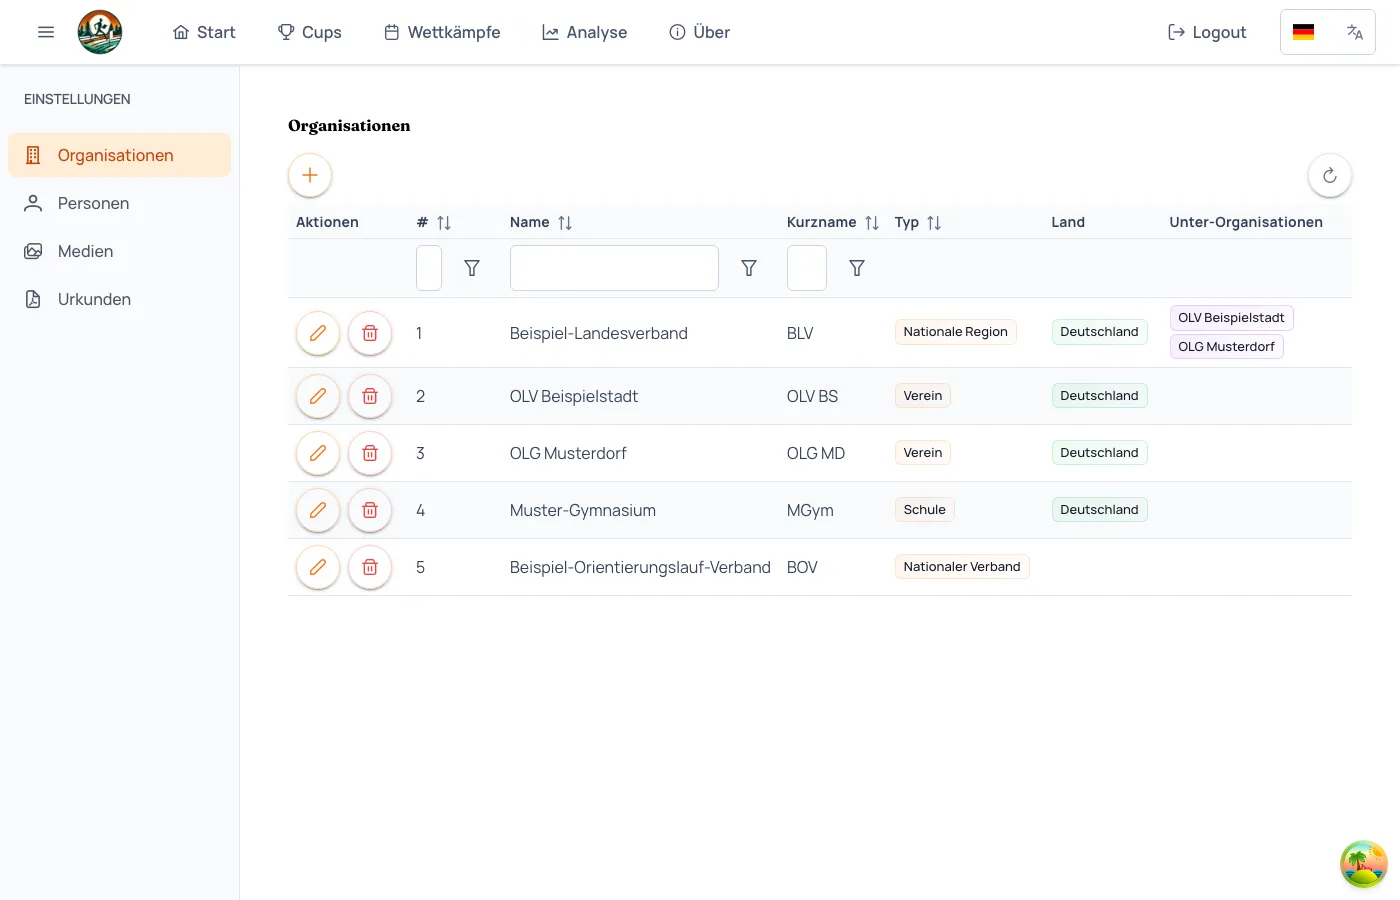 Start
Cups
Wettkämpfe
Analyse
Über
Logout
EINSTELLUNGEN
Organisationen
Personen
Medien
Urkunden
Organisationen
Aktionen # Name Kurzname Typ Land Unter-Organisationen
1 Beispiel-Landesverband BLV Nationale Region Deutschland OLV Beispielstadt
OLG Musterdorf
2 OLV Beispielstadt OLV BS Verein Deutschland
3 OLG Musterdorf OLG MD Verein Deutschland
4 Muster-Gymnasium MGym Schule Deutschland
5 Beispiel-Orientierungslauf-Verband BOV Nationaler Verband